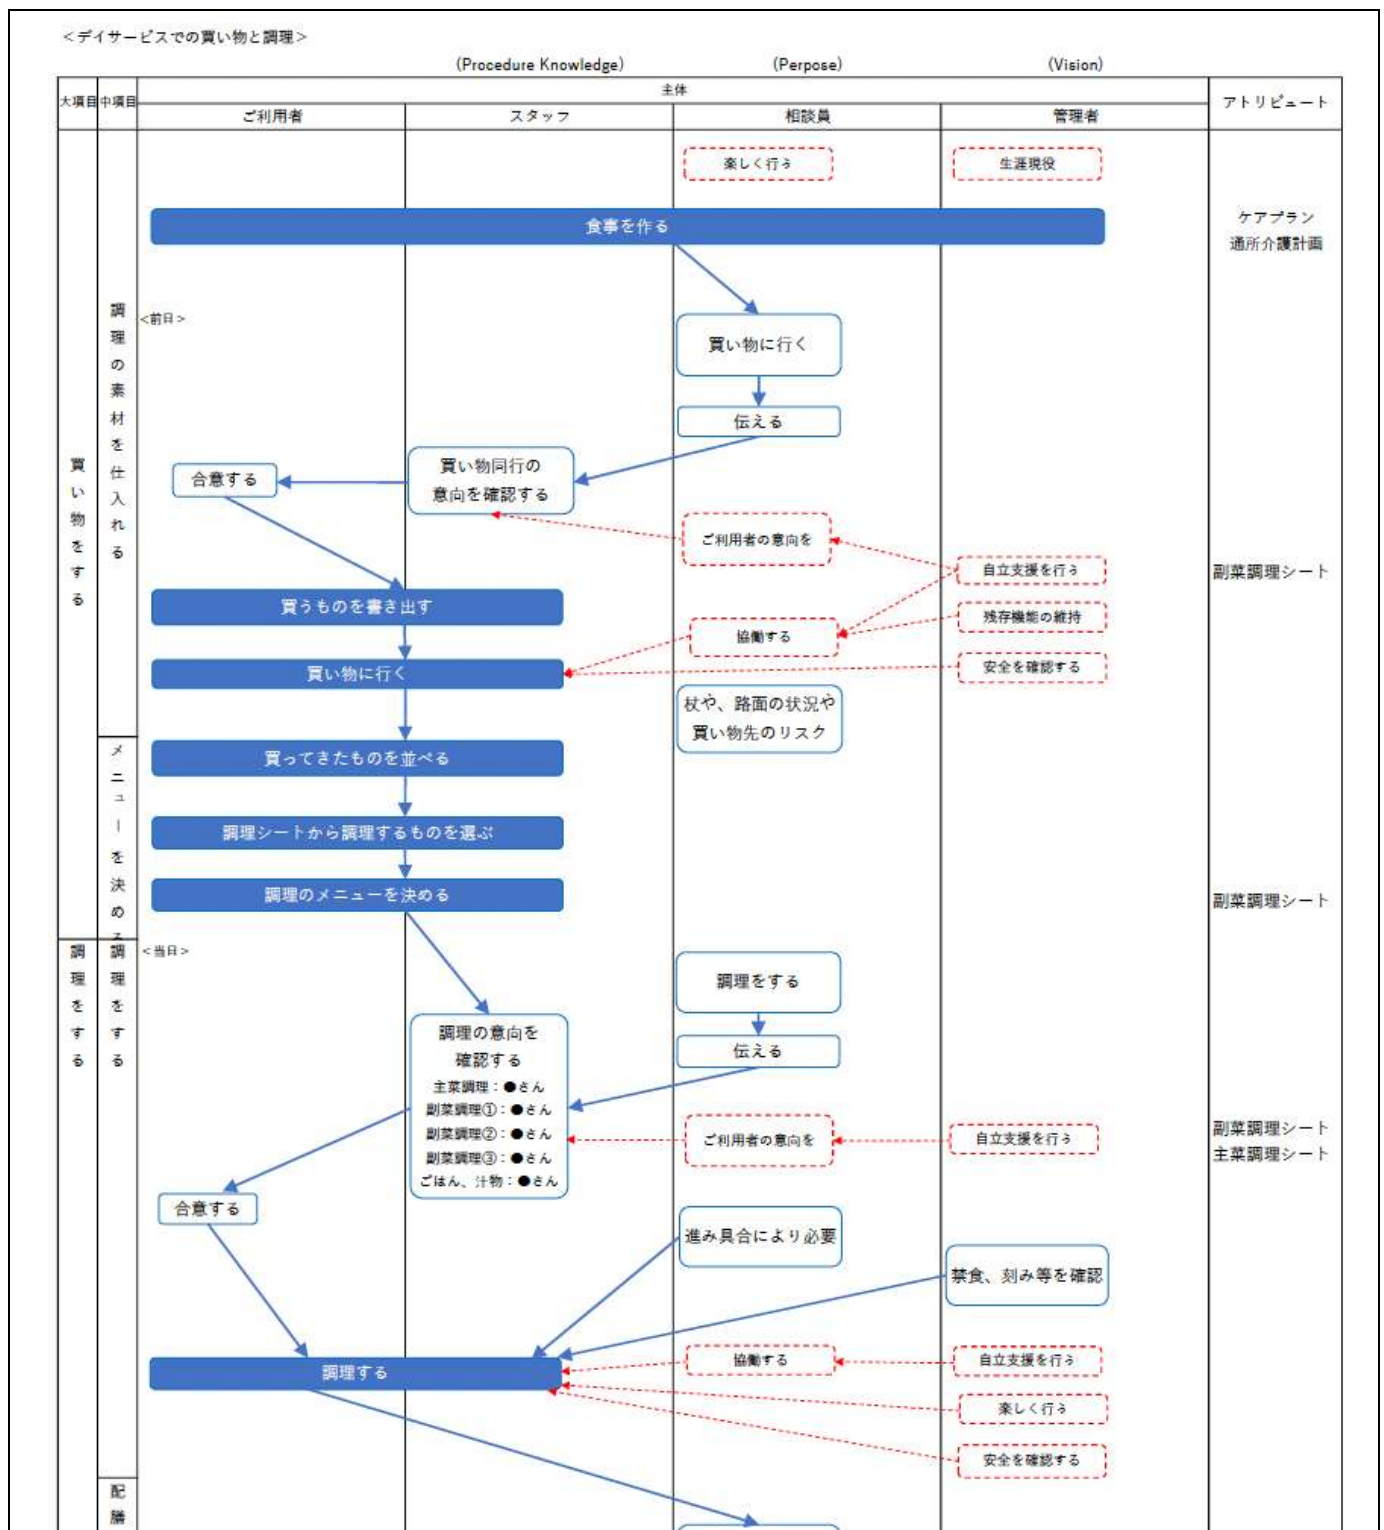 ＜デイサービスでの買い物と調理＞
(Procedure Knowledge)
(Perpose)
(Vision)
大項目
中項目
主体
アトリビュート
ご利用者
スタッフ
相談員
管理者
楽しく行う
生涯現役
食事を作る
ケアプラン
通所介護計画
買い物をする
調理の素材を仕入れる
＜前日＞
買い物に行く
伝える
買い物同行の
意向を確認する
合意する
ご利用者の意向を
自立支援を行う
副菜調理シート
買うものを書き出す
残存機能の維持
協働する
買い物に行く
安全を確認する
杖や、路面の状況や
買い物先のリスク
メニューを決める
買ってきたものを並べる
調理シートから調理するものを選ぶ
調理のメニューを決める
副菜調理シート
調理をする
調理をする
＜当日＞
調理をする
伝える
調理の意向を
確認する
主菜調理：●さん
副菜調理①：●さん
副菜調理②：●さん
副菜調理③：●さん
ごはん、汁物：●さん
ご利用者の意向を
自立支援を行う
副菜調理シート
主菜調理シート
合意する
進み具合により必要
禁食、刻み等を確認
調理する
協働する
自立支援を行う
楽しく行う
安全を確認する
配膳